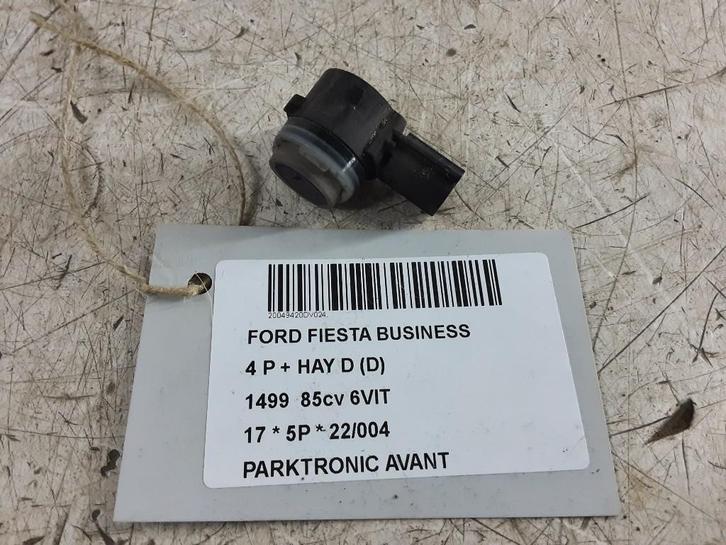 20049420DV024.
FORD FIESTA BUSINESS
4 P + HAY D (D)
1499 85cv 6VIT
17 * 5P * 22/004
PARKTRONIC AVANT